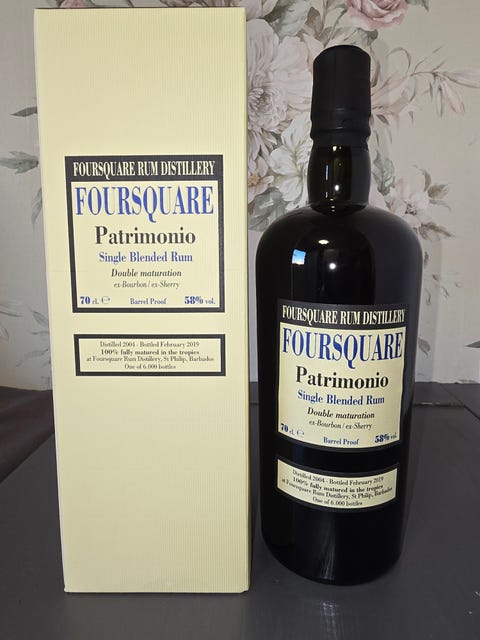 FOURSQUARE RUM DISTILLERY
FOURSQUARE
Patrimonio
Single Blended Rum
Double maturation
ex-Bourbon / ex-Sherry
70 cl. ℮ Barrel Proof 58% vol.
Distilled 2004 - Bottled February 2019
100% fully matured in the tropics
at Foursquare Rum Distillery, St Philip, Barbados
One of 6.000 bottles
FOURSQUARE RUM DISTILLERY
FOURSQUARE
Patrimonio
Single Blended Rum
Double maturation
ex-Bourbon / ex-Sherry
70 cl. ℮ Barrel Proof 58% vol.
Distilled 2004 - Bottled February 2019
100% fully matured in the tropics
at Foursquare Rum Distillery, St Philip, Barbados
One of 6.000 bottles